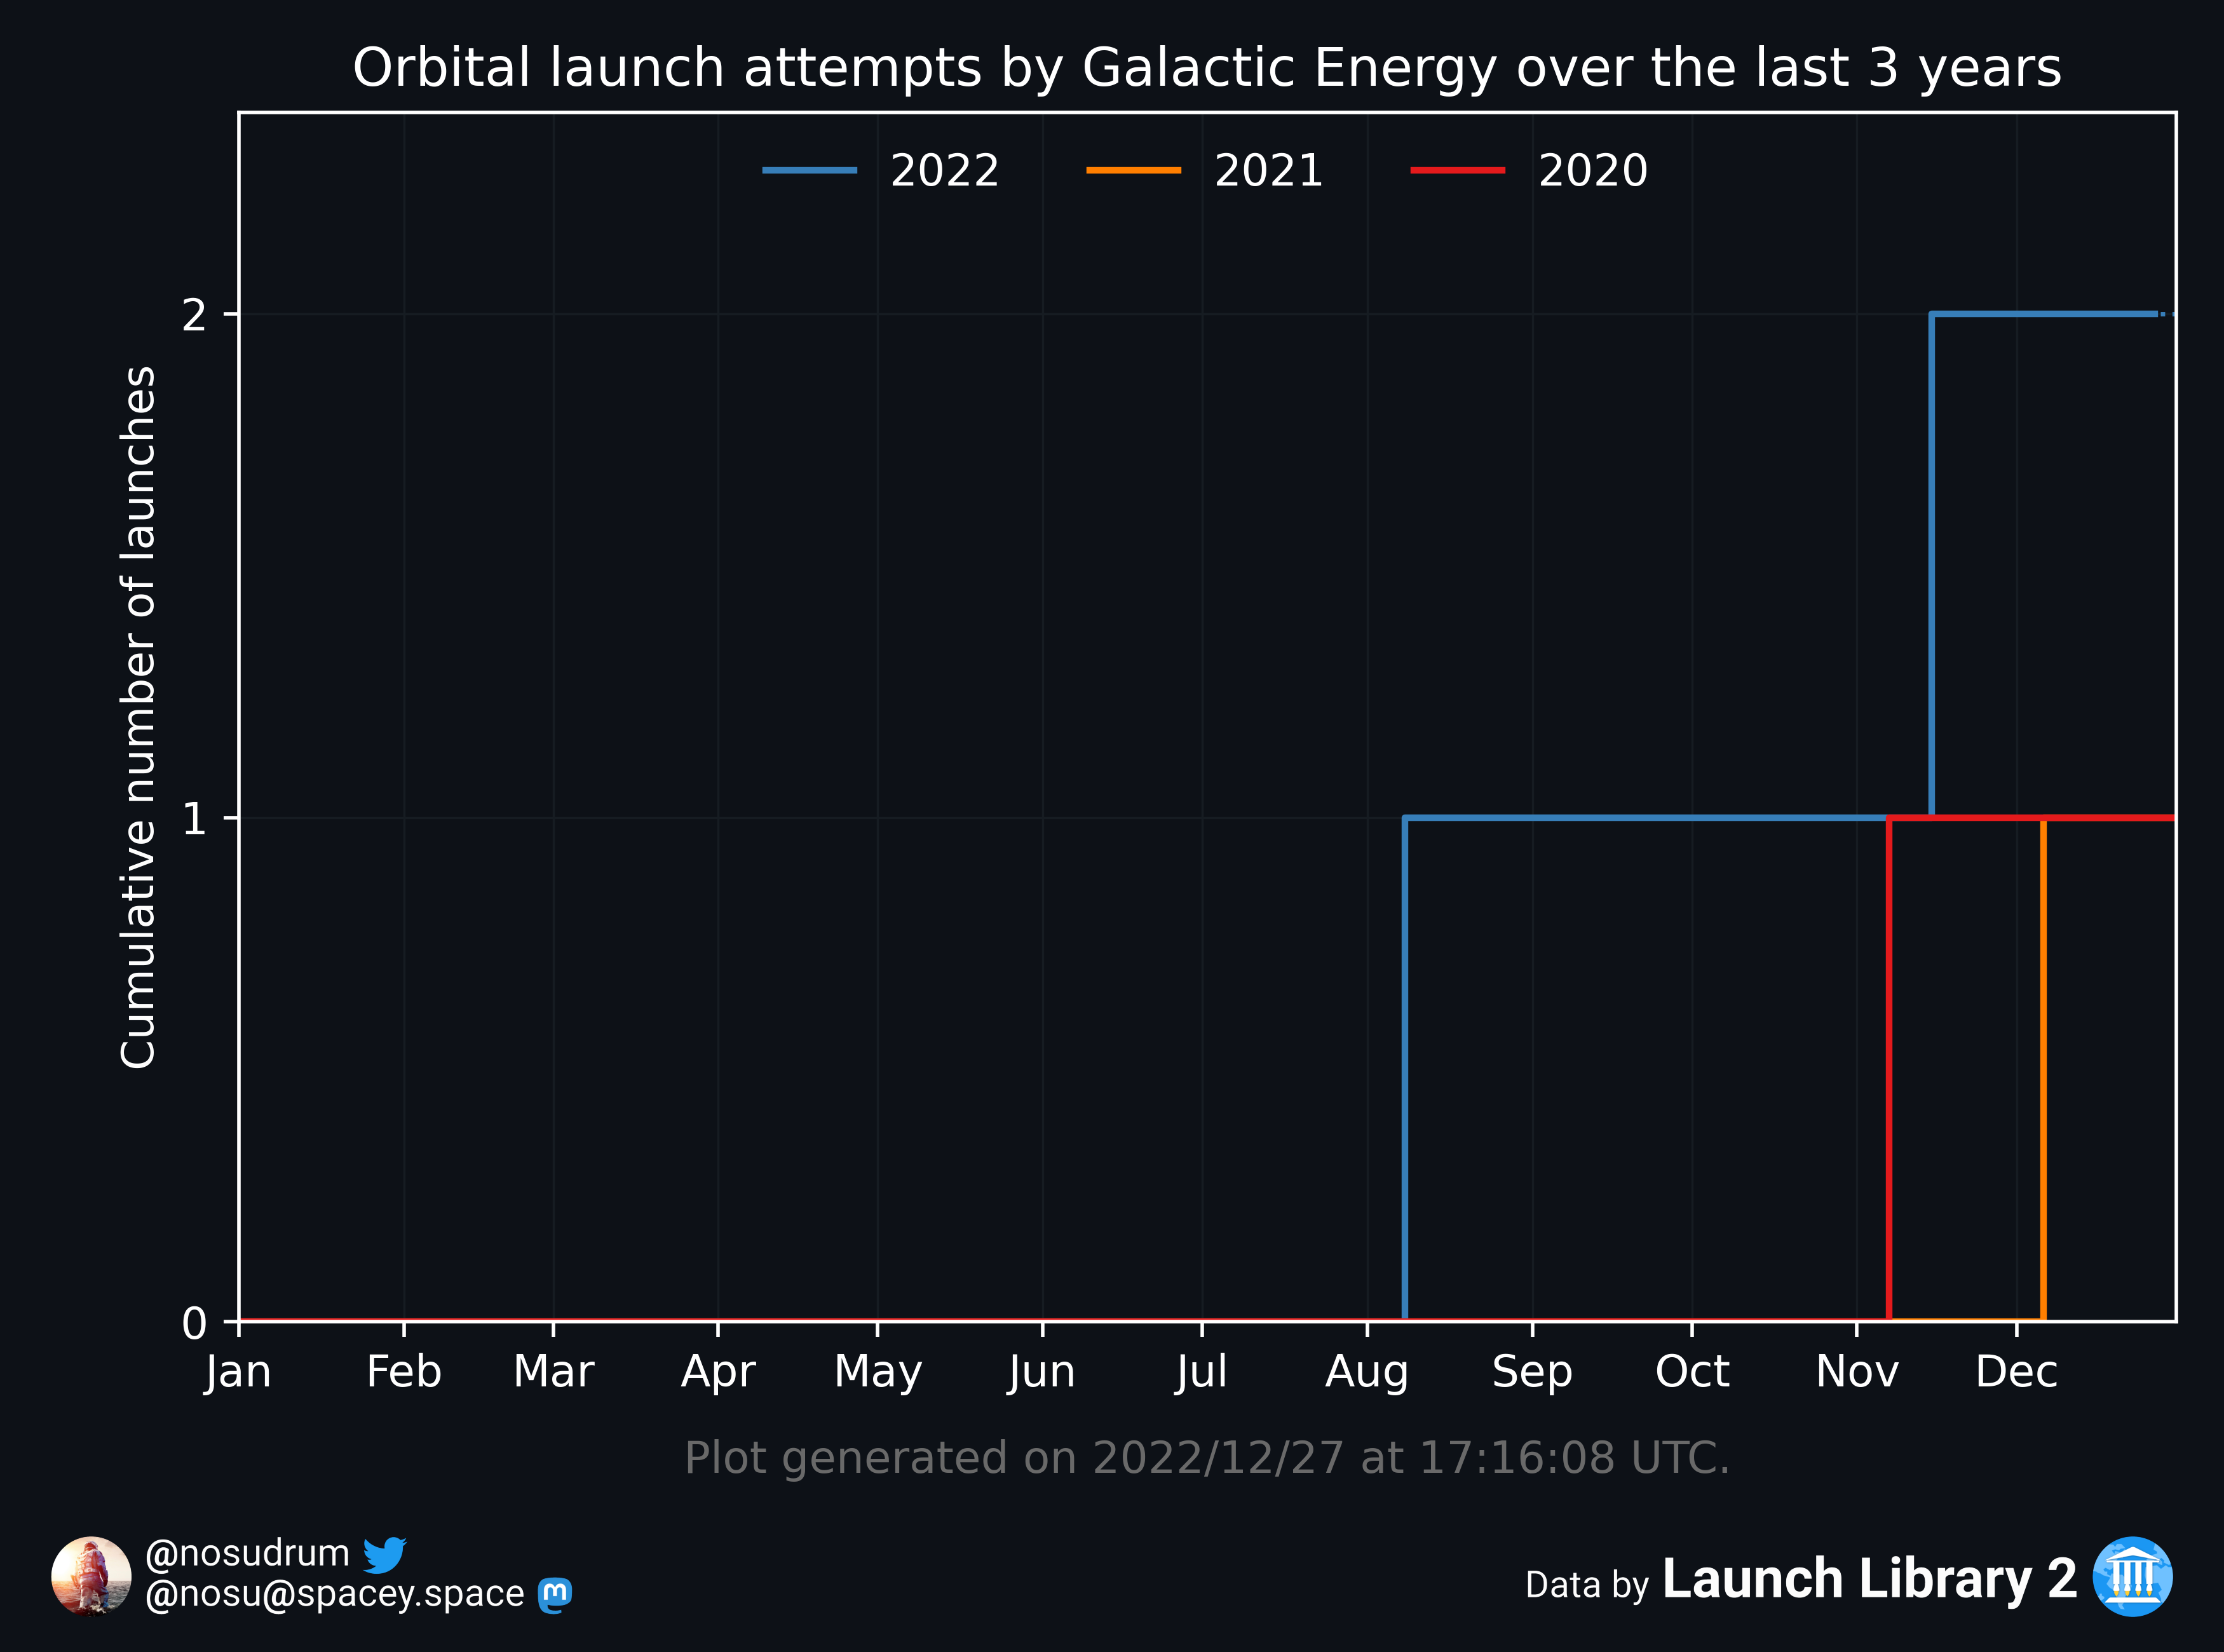 Orbital launch attempts by Galactic Energy over the last 3 years
2022 2021 2020
Cumulative number of launches
2
1
0
Jan Feb Mar Apr May Jun Jul Aug Sep Oct Nov Dec
Plot generated on 2022/12/27 at 17:16:08 UTC.
@nosudrum
@nosu@spacey.space
Data by Launch Library 2